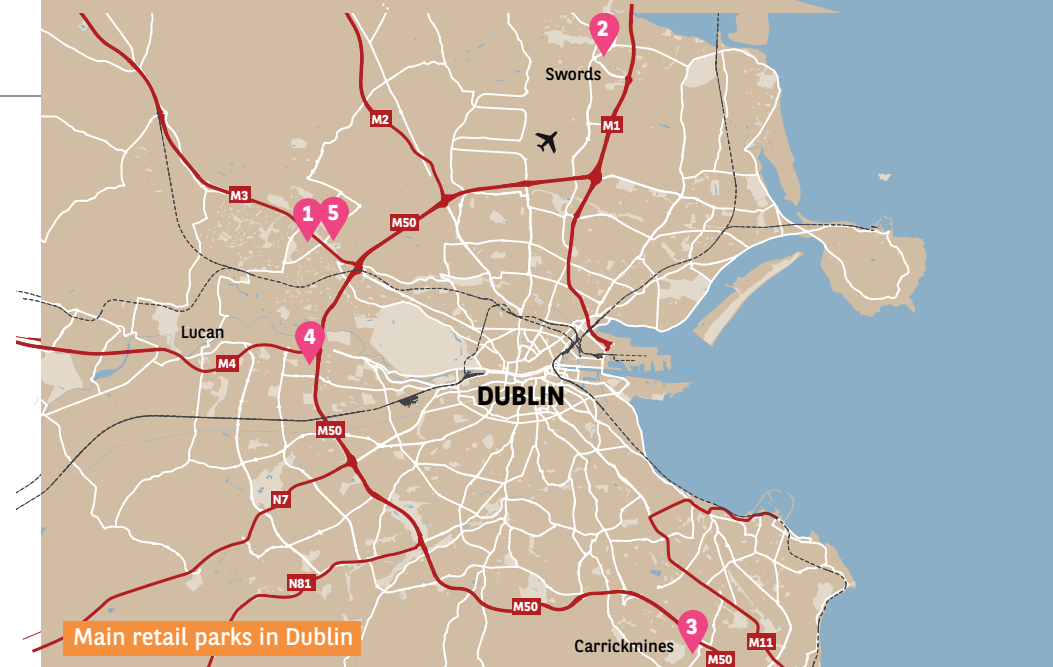 2
Swords
M2
M1
M3
1
5
M50
Lucan
4
M4
DUBLIN
M50
N7
N81
M50
3
Carrickmines
M11
M50
Main retail parks in Dublin